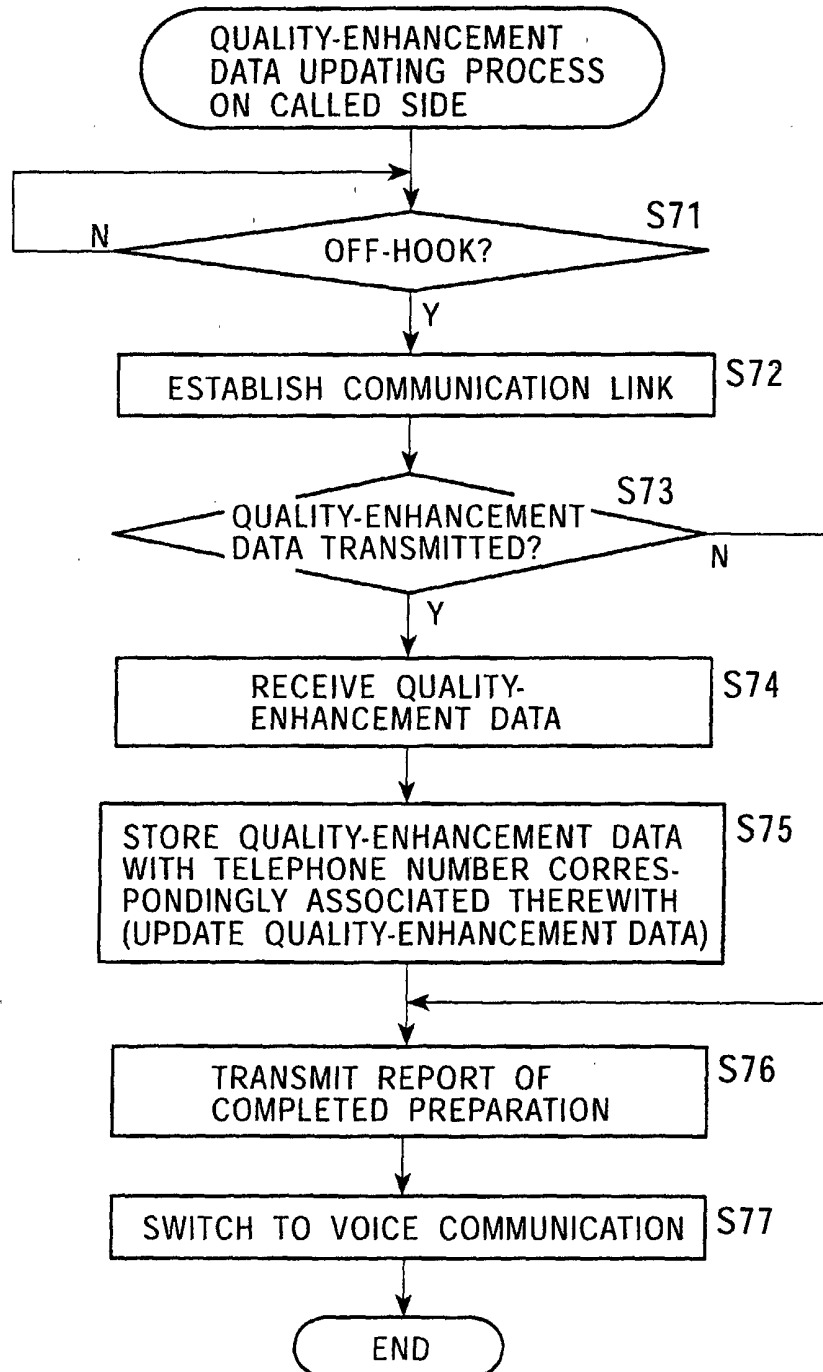 QUALITY-ENHANCEMENT
DATA UPDATING PROCESS
ON CALLED SIDE
S71
N
OFF-HOOK?
Y
ESTABLISH COMMUNICATION LINK
S72
S73
QUALITY-ENHANCEMENT
DATA TRANSMITTED?
N
Y
RECEIVE QUALITY-
ENHANCEMENT DATA
S74
STORE QUALITY-ENHANCEMENT DATA
WITH TELEPHONE NUMBER CORRES-
PONDINGLY ASSOCIATED THEREWITH
(UPDATE QUALITY-ENHANCEMENT DATA)
S75
TRANSMIT REPORT OF
COMPLETED PREPARATION
S76
SWITCH TO VOICE COMMUNICATION
S77
END